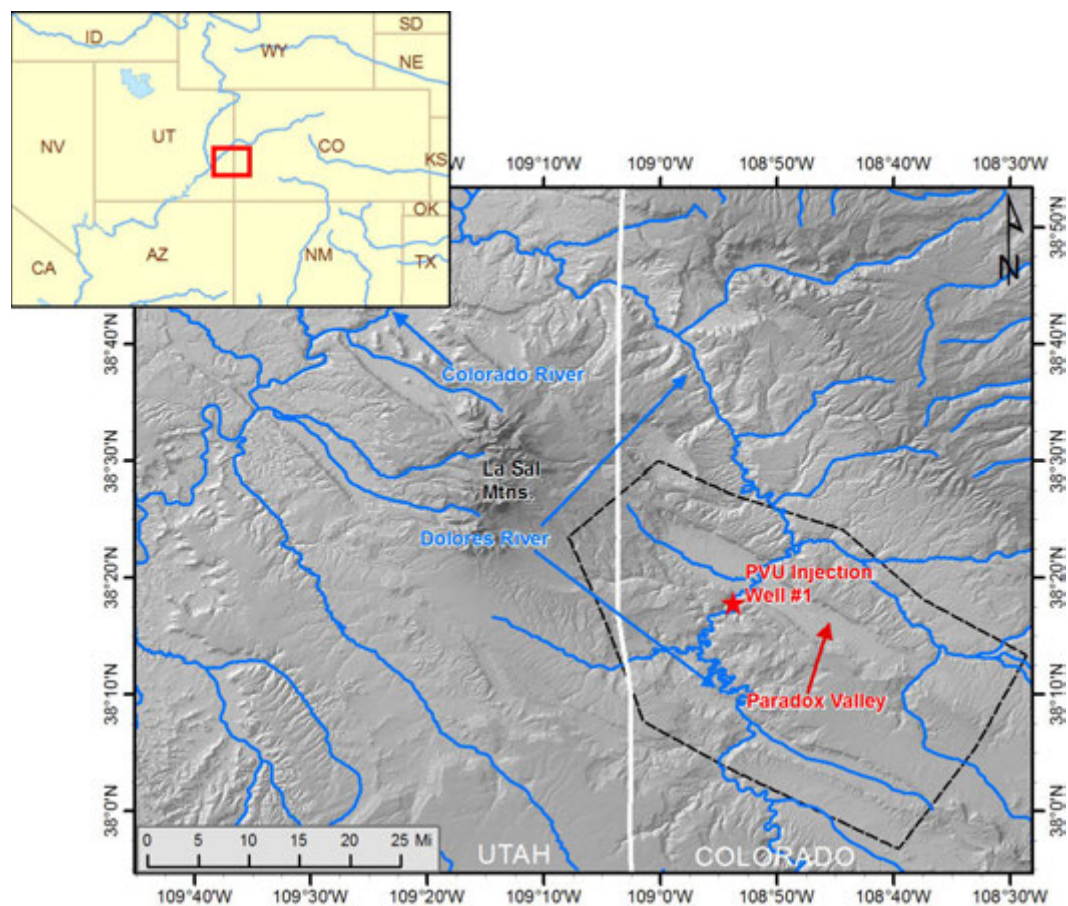 ID
WY
SD
NE
NV
UT
CO
KS
CA
AZ
NM
OK
TX
109°10'W
109°0'W
108°50'W
108°40'W
108°30'W
38°50'N
N
38°40'N
38°40'N
Colorado River
38°30'N
La Sal
Mtns.
38°30'N
Dolores River
38°20'N
PVU Injection
Well #1
38°20'N
38°10'N
Paradox Valley
38°10'N
38°0'N
38°0'N
0 5 10 15 20 25 Mi
UTAH
COLORADO
109°40'W
109°30'W
109°20'W
109°10'W
109°0'W
108°50'W
108°40'W
108°30'W